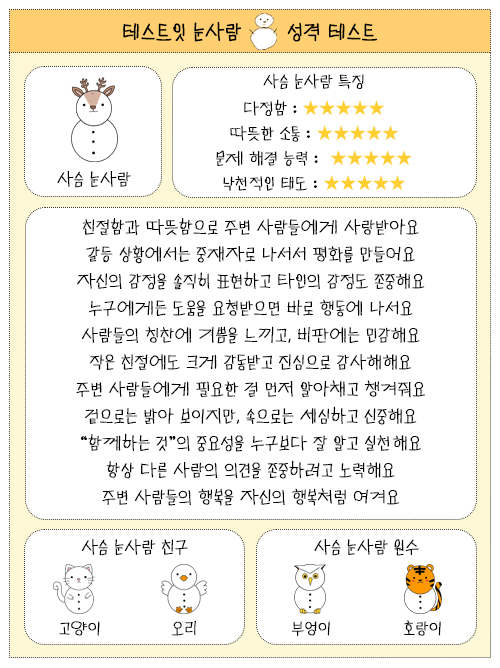 테스트잇 눈사람 성격 테스트
사슴 눈사람
사슴 눈사람 특징
다정함 : ★★★★★
따뜻한 소통 : ★★★★★
문제 해결 능력 : ★★★★★
낙천적인 태도 : ★★★★★
친절함과 따뜻함으로 주변 사람들에게 사랑받아요
갈등 상황에서는 중재자로 나서서 평화를 만들어요
자신의 감정을 솔직히 표현하고 타인의 감정도 존중해요
누구에게든 도움을 요청받으면 바로 행동에 나서요
사람들의 칭찬에 기쁨을 느끼고, 비판에는 민감해요
작은 친절에도 크게 감동받고 진심으로 감사해해요
주변 사람들에게 필요한 걸 먼저 알아채고 챙겨줘요
겉으로는 밝아 보이지만, 속으로는 세심하고 신중해요
“함께하는 것”의 중요성을 누구보다 잘 알고 실천해요
항상 다른 사람의 의견을 존중하려고 노력해요
주변 사람들의 행복을 자신의 행복처럼 여겨요
사슴 눈사람 친구
고양이 오리
사슴 눈사람 원수
부엉이 호랑이